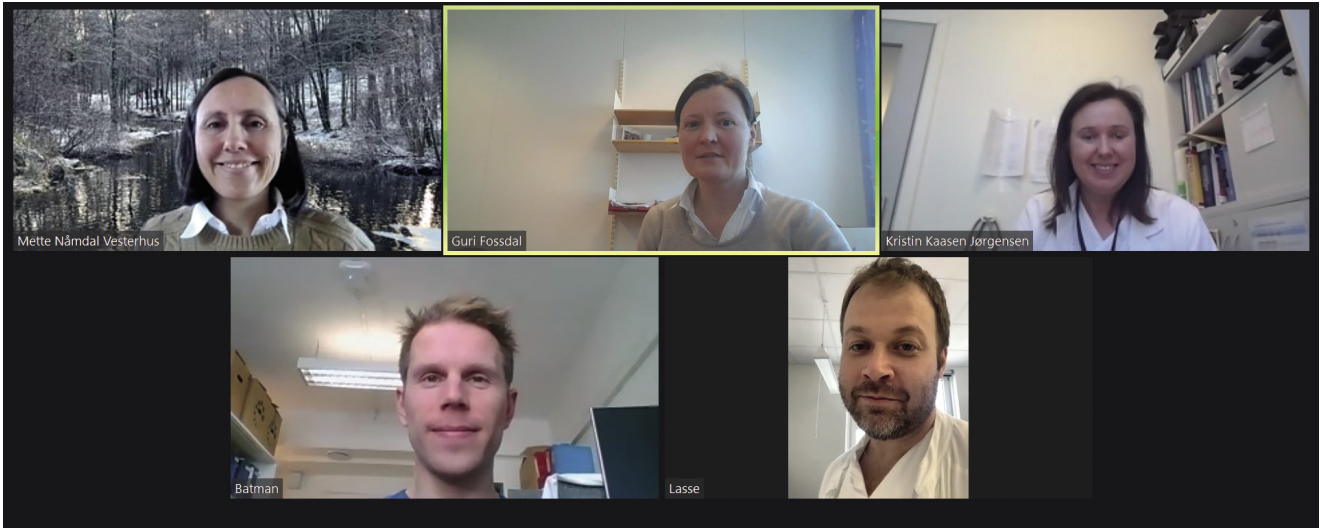 Mette Nåmdal Vesterhus
Guri Fossdal
Kristin Kaasen Jørgensen
Batman
Lasse